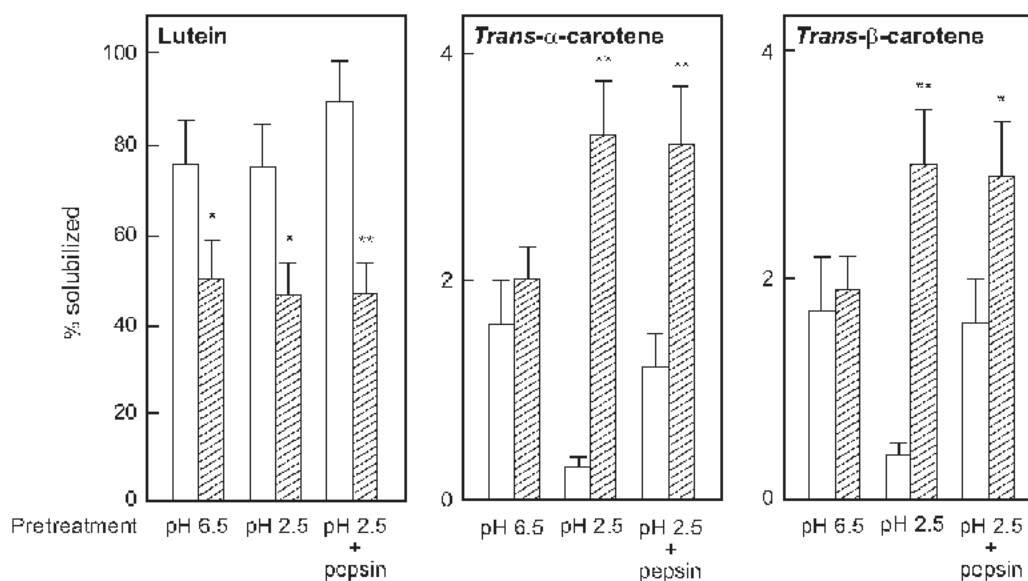 Lutein
Trans-α-carotene
Trans-β-carotene
% solubilized
100
80
60
40
20
0
* * **
4
2
0
** **
4
2
0
** *
Pretreatment pH 6.5 pH 2.5 pH 2.5 + pcpsin
pH 6.5 pH 2.5 pH 2.5 + pepsin
pH 6.5 pH 2.5 pH 2.5 + pcpsin